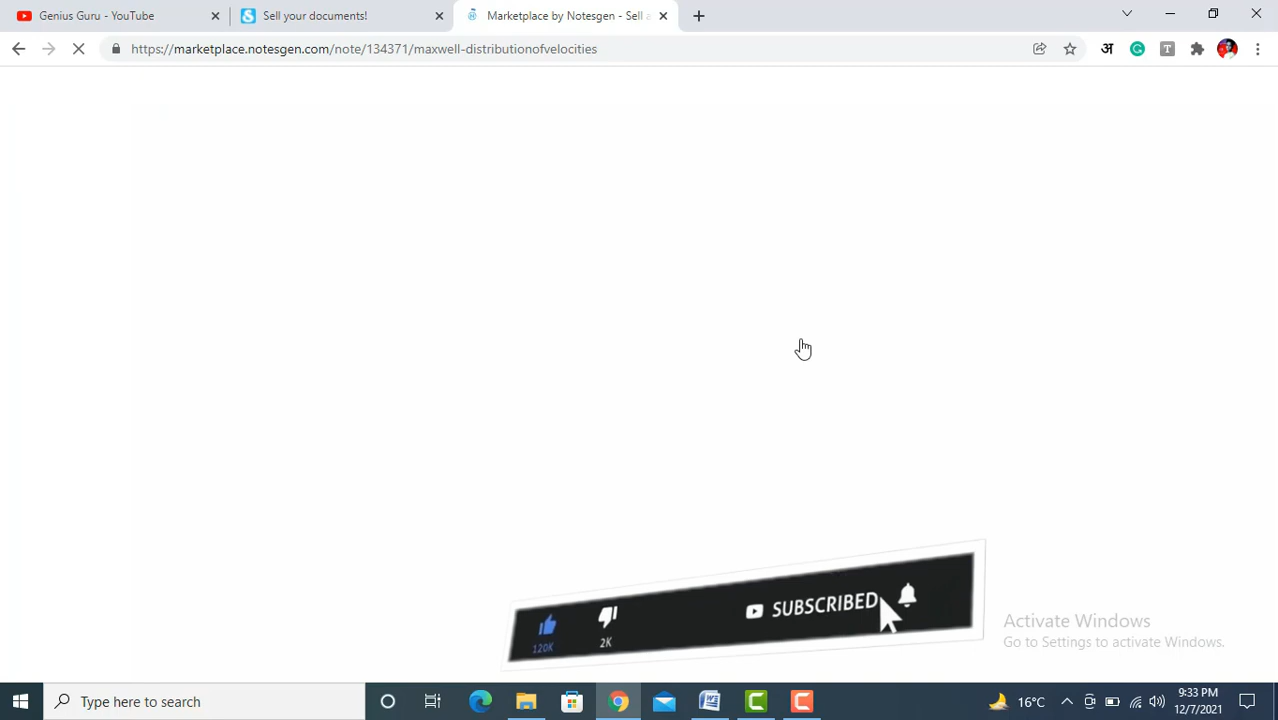 Genius Guru - YouTube
Sell your documents!
Marketplace by Notesgen - Sell a
https://marketplace.notesgen.com/note/134371/maxwell-distributionofvelocities
अ
T
120K
2K
SUBSCRIBED
Activate Windows
Go to Settings to activate Windows.
Type here to search
16°C
9:33 PM
12/7/2021